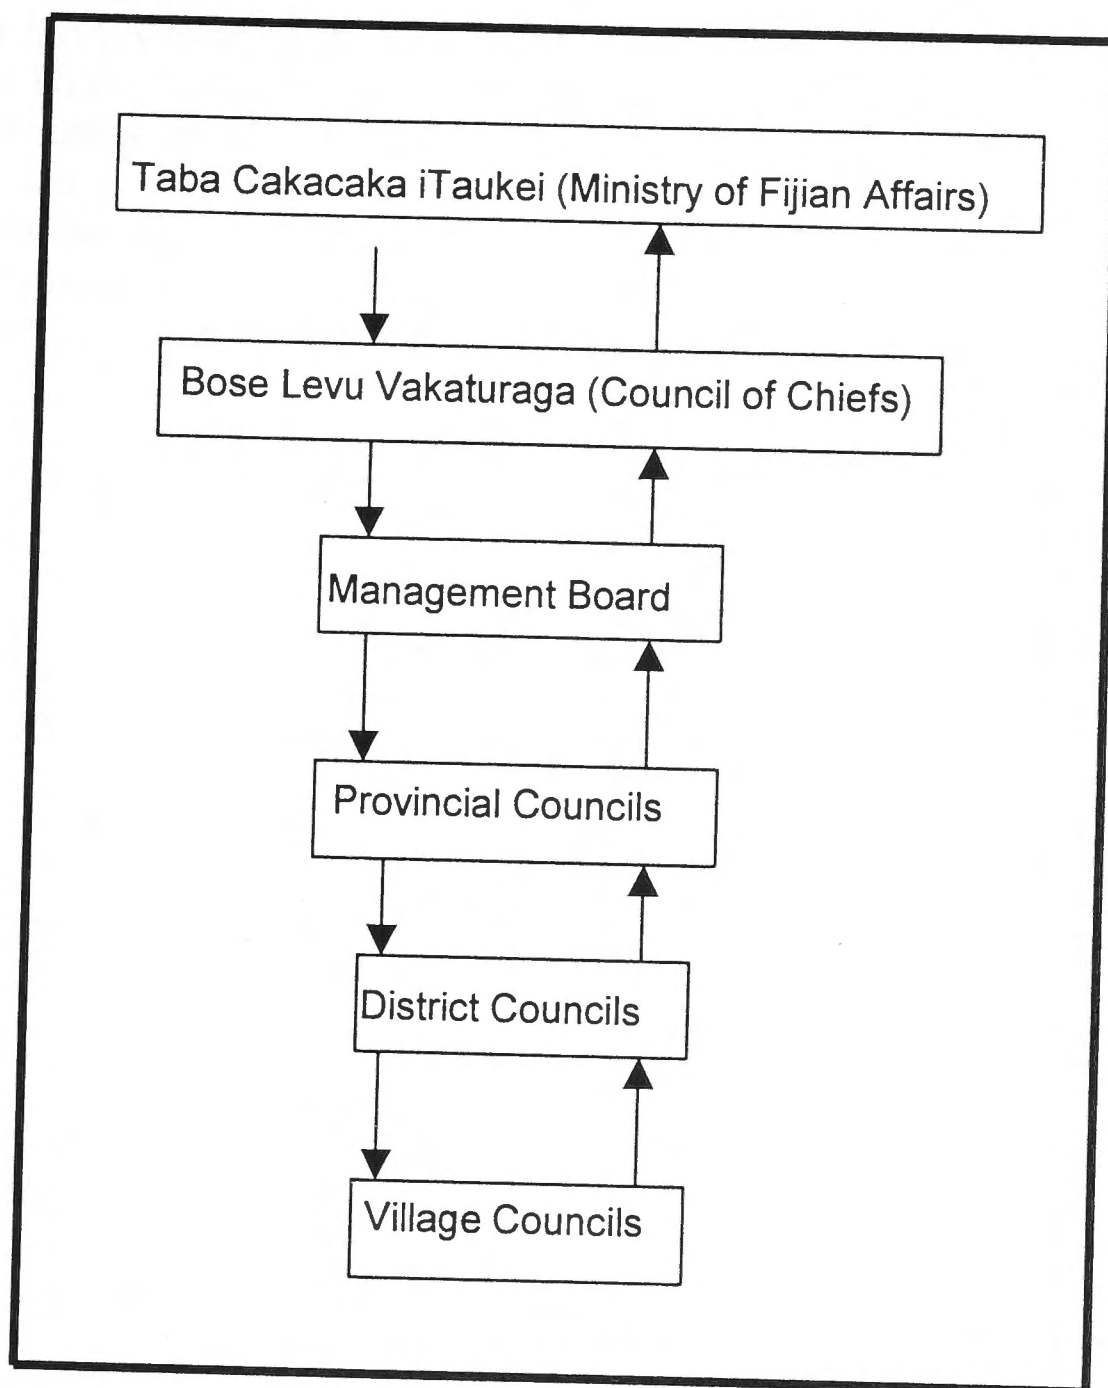 Taba Cakacaka iTaukei (Ministry of Fijian Affairs)
Bose Levu Vakaturaga (Council of Chiefs)
Management Board
Provincial Councils
District Councils
Village Councils